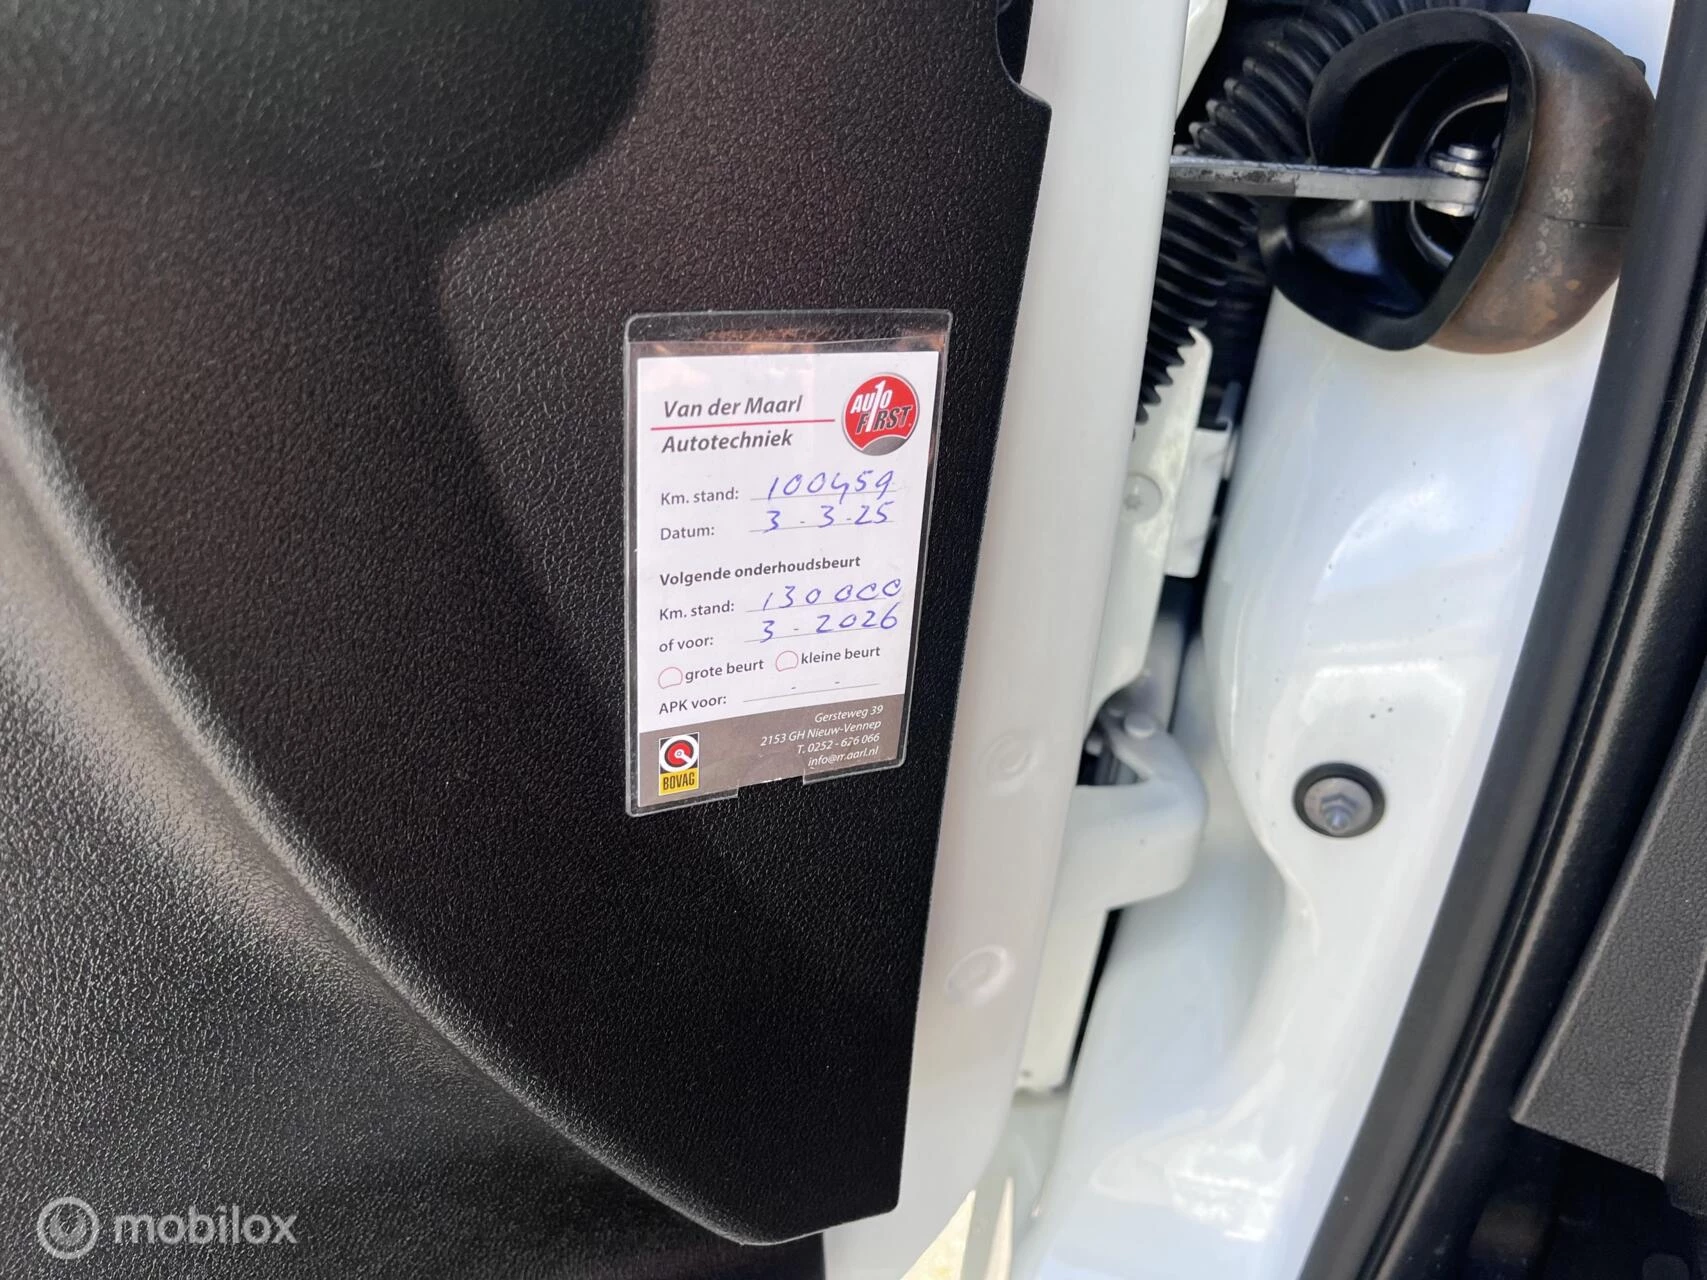 Van der Maarl
Autotechniek
AUTO
1
FIRST
Km. stand: 100459
Datum: 3 - 3 - 25
Volgende onderhoudsbeurt
Km. stand: 130000
of voor: 3 - 2026
grote beurt kleine beurt
APK voor: - -
Gersteweg 39
2153 GH Nieuw-Vennep
T. 0252 - 626 066
info@maarl.nl
BOVAG
mobilox